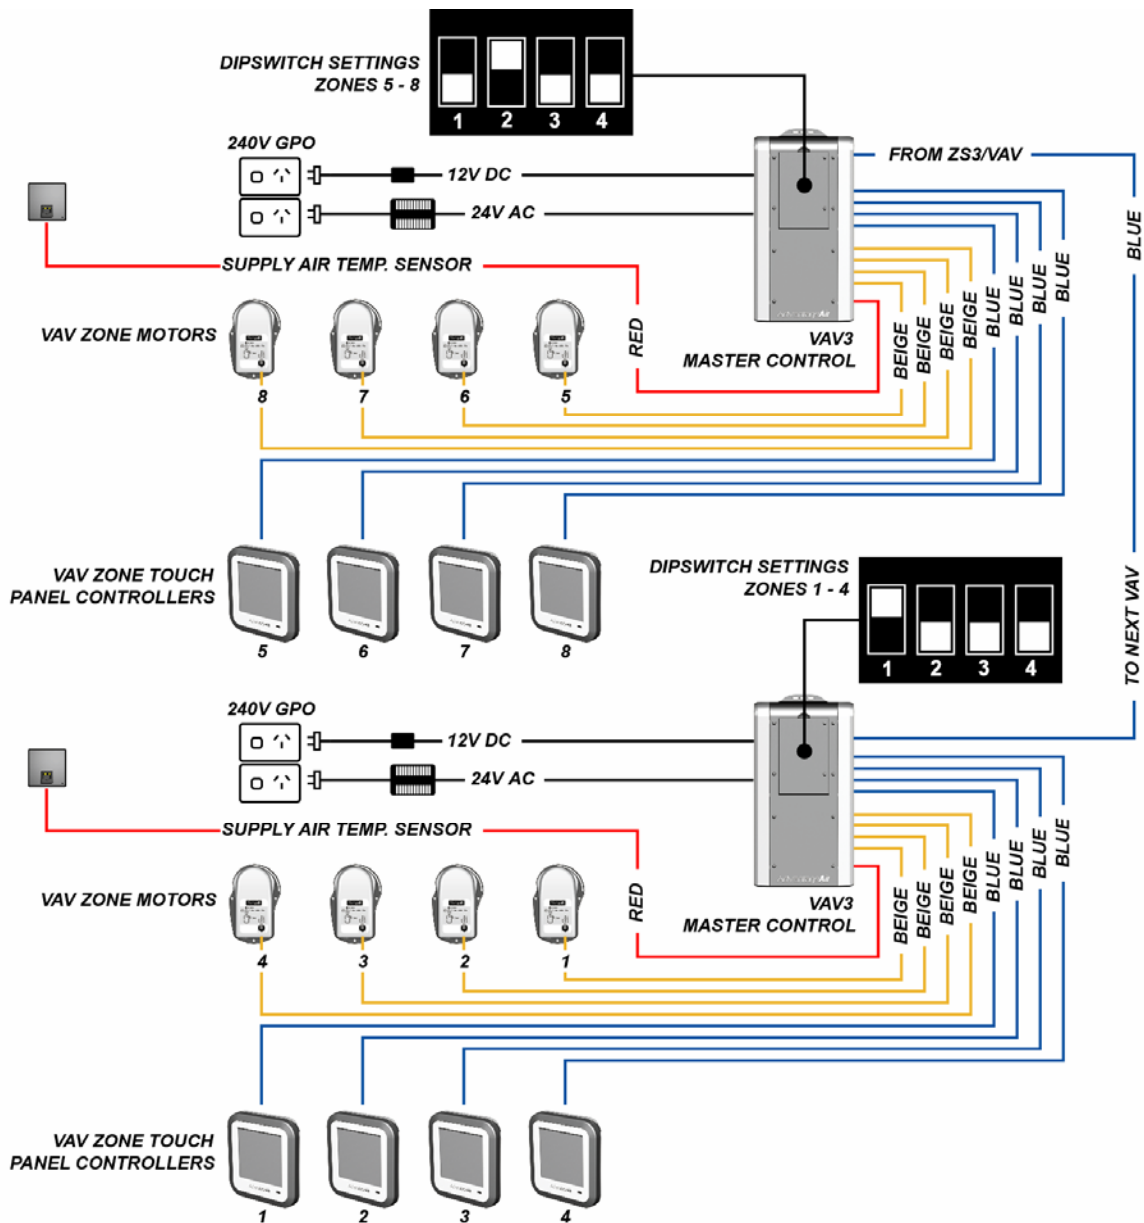 DIPSWITCH SETTINGS
ZONES 5 - 8
1 2 3 4
240V GPO
12V DC
24V AC
FROM ZS3/VAV
BLUE
SUPPLY AIR TEMP. SENSOR
RED
BEIGE
BEIGE
BEIGE
BEIGE
BLUE
BLUE
BLUE
BLUE
VAV ZONE MOTORS
8 7 6 5
VAV3
MASTER CONTROL
VAV ZONE TOUCH
PANEL CONTROLLERS
5 6 7 8
DIPSWITCH SETTINGS
ZONES 1 - 4
1 2 3 4
TO NEXT VAV
240V GPO
12V DC
24V AC
SUPPLY AIR TEMP. SENSOR
RED
BEIGE
BEIGE
BEIGE
BEIGE
BLUE
BLUE
BLUE
BLUE
VAV ZONE MOTORS
4 3 2 1
VAV3
MASTER CONTROL
VAV ZONE TOUCH
PANEL CONTROLLERS
1 2 3 4